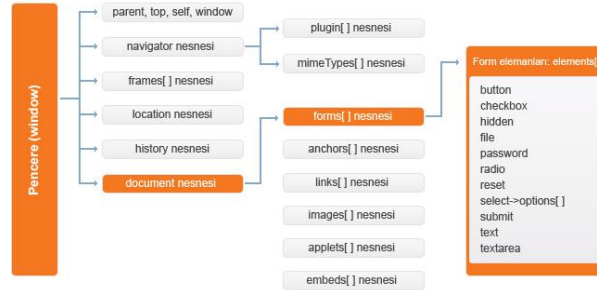 Pencere (window)
parent, top, self, window
navigator nesnesi
frames[ ] nesnesi
location nesnesi
history nesnesi
document nesnesi
plugin[ ] nesnesi
mimeTypes[ ] nesnesi
forms[ ] nesnesi
anchors[ ] nesnesi
links[ ] nesnesi
images[ ] nesnesi
applets[ ] nesnesi
embeds[ ] nesnesi
Form elemanları: elements[
button
checkbox
hidden
file
password
radio
reset
select->options[ ]
submit
text
textarea